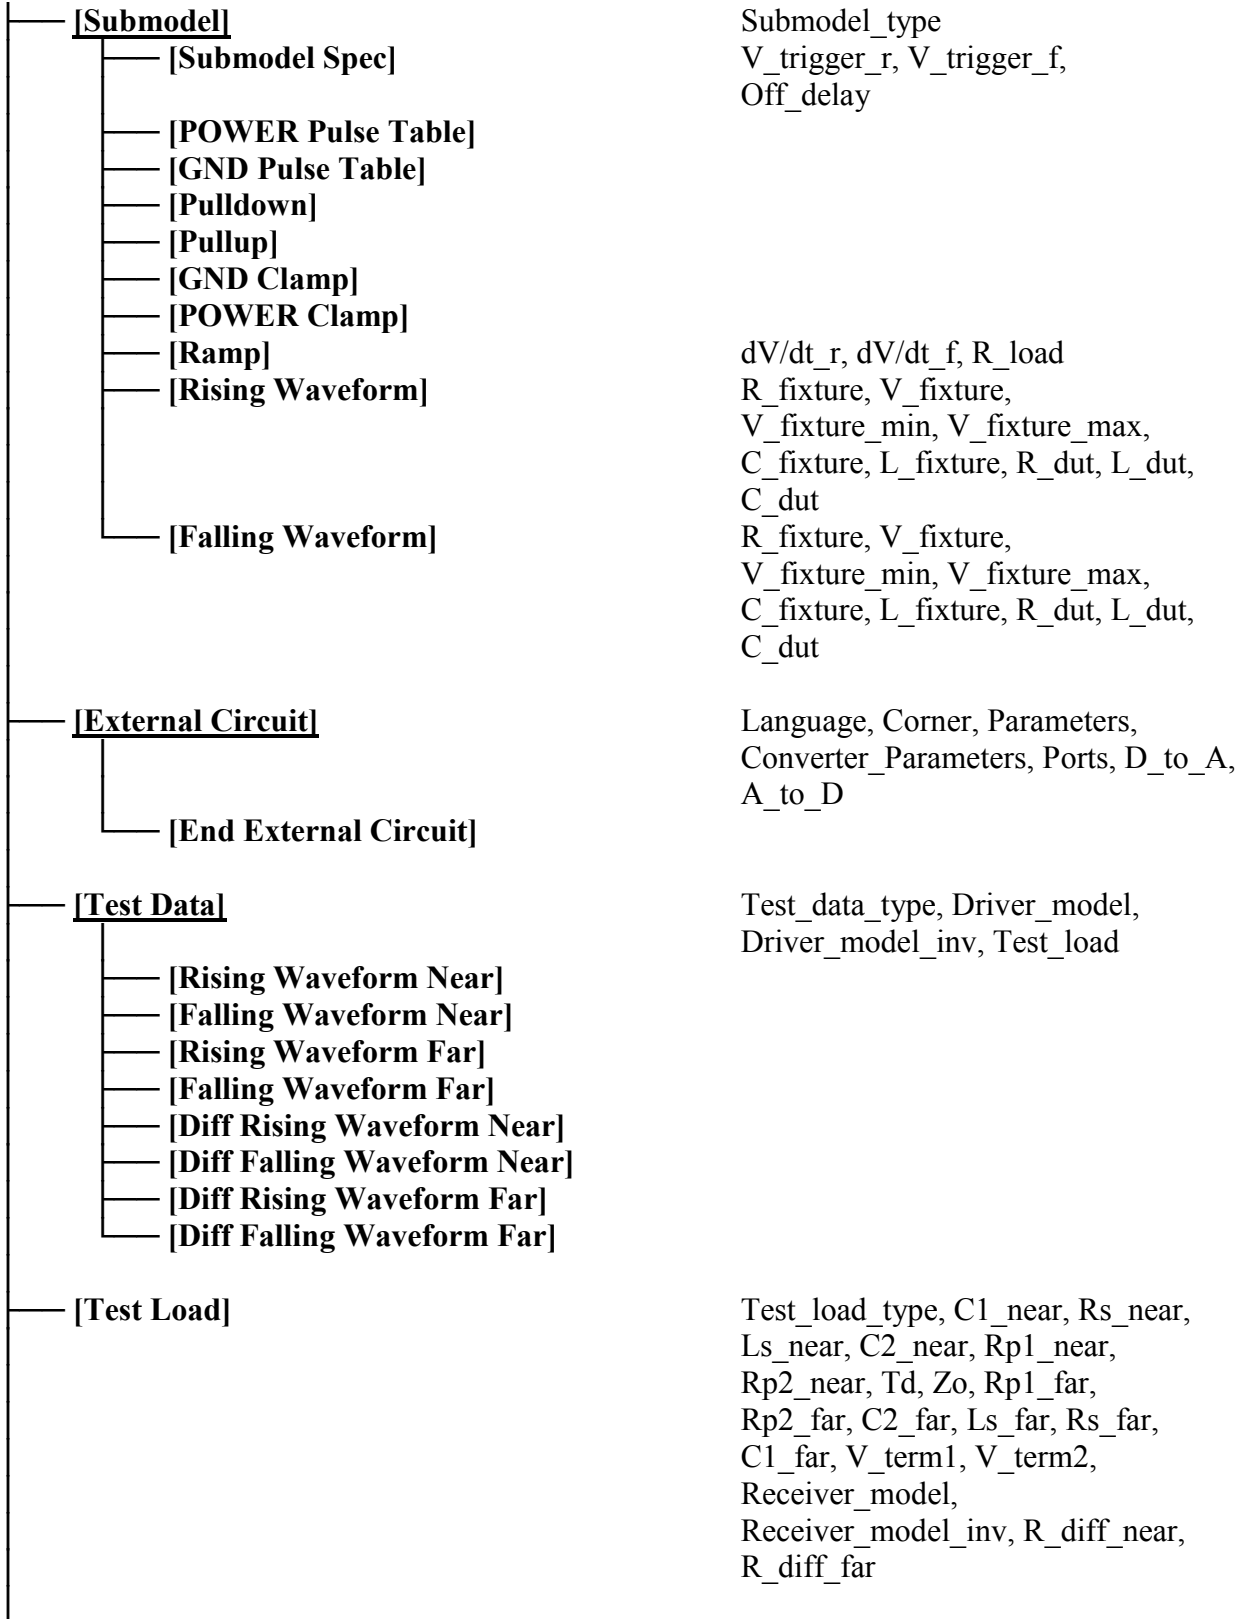 [Submodel] Submodel_type
[Submodel Spec] V_trigger_r, V_trigger_f,
Off_delay
[POWER Pulse Table]
[GND Pulse Table]
[Pulldown]
[Pullup]
[GND Clamp]
[POWER Clamp]
[Ramp] dV/dt_r, dV/dt_f, R_load
[Rising Waveform] R_fixture, V_fixture,
V_fixture_min, V_fixture_max,
C_fixture, L_fixture, R_dut, L_dut,
C_dut
[Falling Waveform] R_fixture, V_fixture,
V_fixture_min, V_fixture_max,
C_fixture, L_fixture, R_dut, L_dut,
C_dut
[External Circuit] Language, Corner, Parameters,
Converter_Parameters, Ports, D_to_A,
A_to_D
[End External Circuit]
[Test Data] Test_data_type, Driver_model,
Driver_model_inv, Test_load
[Rising Waveform Near]
[Falling Waveform Near]
[Rising Waveform Far]
[Falling Waveform Far]
[Diff Rising Waveform Near]
[Diff Falling Waveform Near]
[Diff Rising Waveform Far]
[Diff Falling Waveform Far]
[Test Load] Test_load_type, C1_near, Rs_near,
Ls_near, C2_near, Rp1_near,
Rp2_near, Td, Zo, Rp1_far,
Rp2_far, C2_far, Ls_far, Rs_far,
C1_far, V_term1, V_term2,
Receiver_model,
Receiver_model_inv, R_diff_near,
R_diff_far